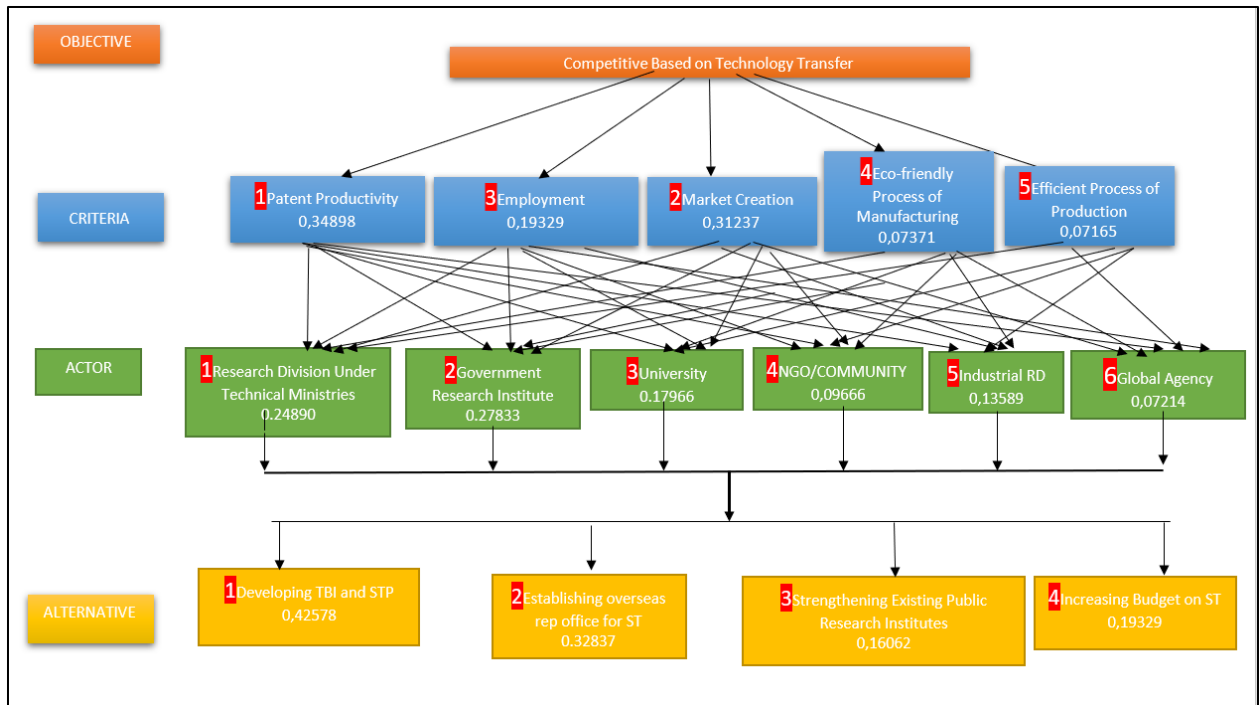 OBJECTIVE
Competitive Based on Technology Transfer
CRITERIA
1Patent Productivity
0,34898
3Employment
0,19329
2Market Creation
0,31237
4Eco-friendly
Process of
Manufacturing
0,07371
5Efficient Process of
Production
0,07165
ACTOR
1Research Division Under
Technical Ministries
0.24890
2Government
Research Institute
0.27833
3University
0.17966
4NGO/COMMUNITY
0,09666
5Industrial RD
0,13589
6Global Agency
0,07214
ALTERNATIVE
1Developing TBI and STP
0,42578
2Establishing overseas
rep office for ST
0.32837
3Strengthening Existing Public
Research Institutes
0,16062
4Increasing Budget on ST
0,19329